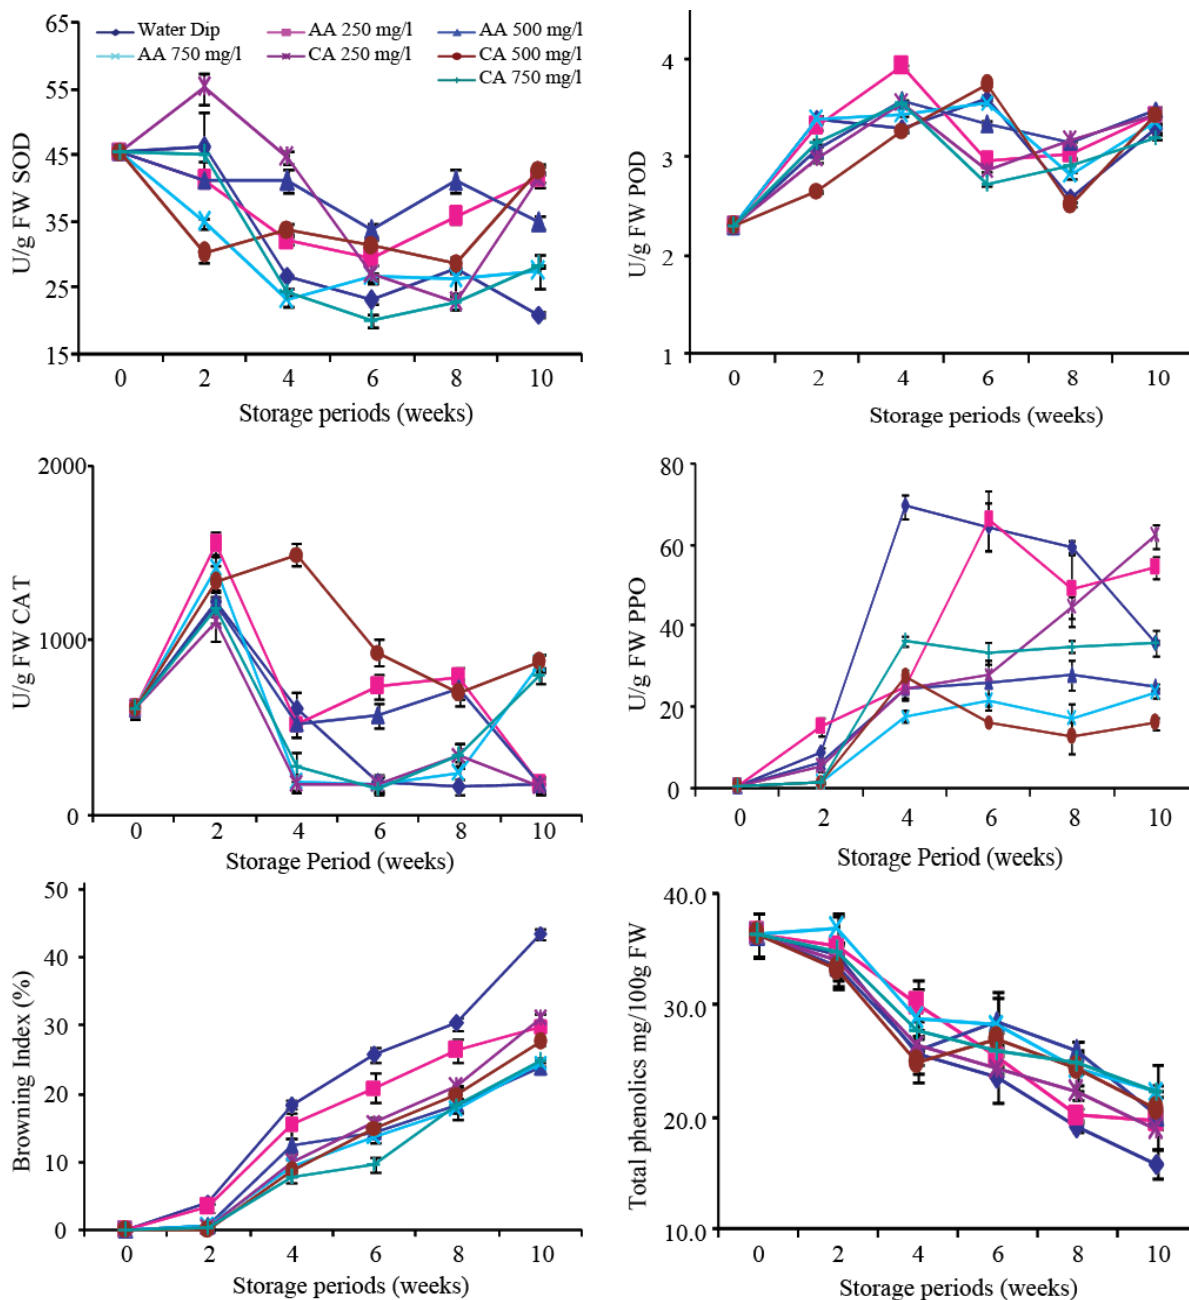 Water Dip AA 250 mg/l AA 500 mg/l
AA 750 mg/l CA 250 mg/l CA 500 mg/l
CA 750 mg/l
65
55
45
35
25
15
U/g FW SOD
0 2 4 6 8 10
Storage periods (weeks)
4
3
2
1
U/g FW POD
0 2 4 6 8 10
Storage periods (weeks)
2000
1000
0
U/g FW CAT
0 2 4 6 8 10
Storage Period (weeks)
80
60
40
20
0
U/g FW PPO
0 2 4 6 8 10
Storage Period (weeks)
50
40
30
20
10
0
Browning Index (%)
0 2 4 6 8 10
Storage periods (weeks)
40.0
30.0
20.0
10.0
Total phenolics mg/100g FW
0 2 4 6 8 10
Storage periods (weeks)